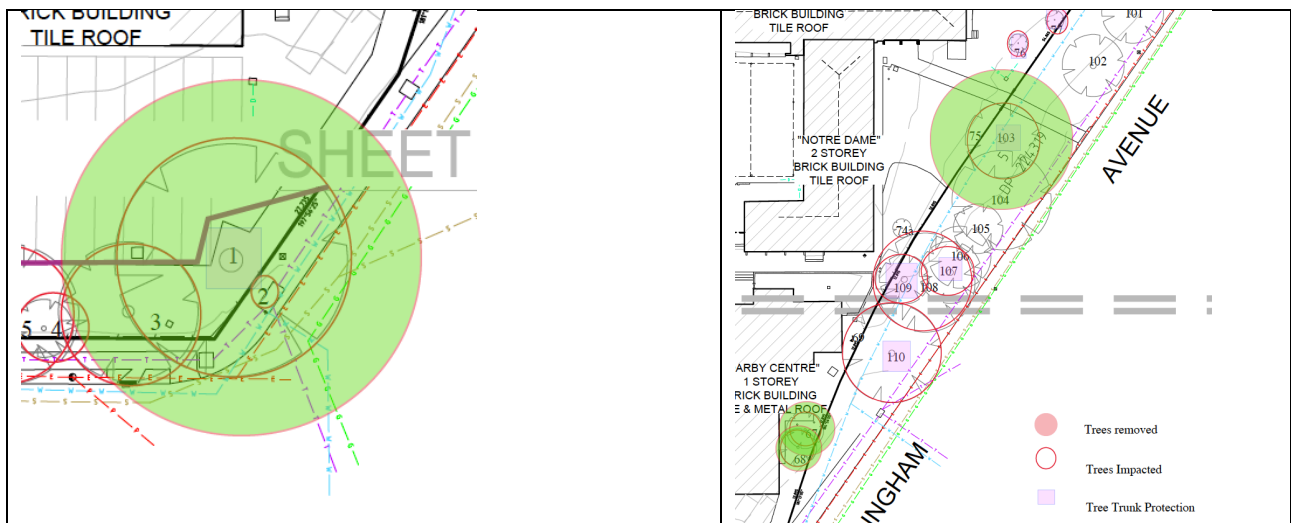 RICK BUILDING
TILE ROOF
SHEET
1
2
3
4
5
BRICK BUILDING
TILE ROOF
101
102
76
AVENUE
"NOTRE DAME"
2 STOREY
BRICK BUILDING
TILE ROOF
75
103
104
105
74a
106
107
108
109
110
ARBY CENTRE"
1 STOREY
RICK BUILDING
E & METAL ROOF
68
INGHAM
Trees removed
Trees Impacted
Tree Trunk Protection